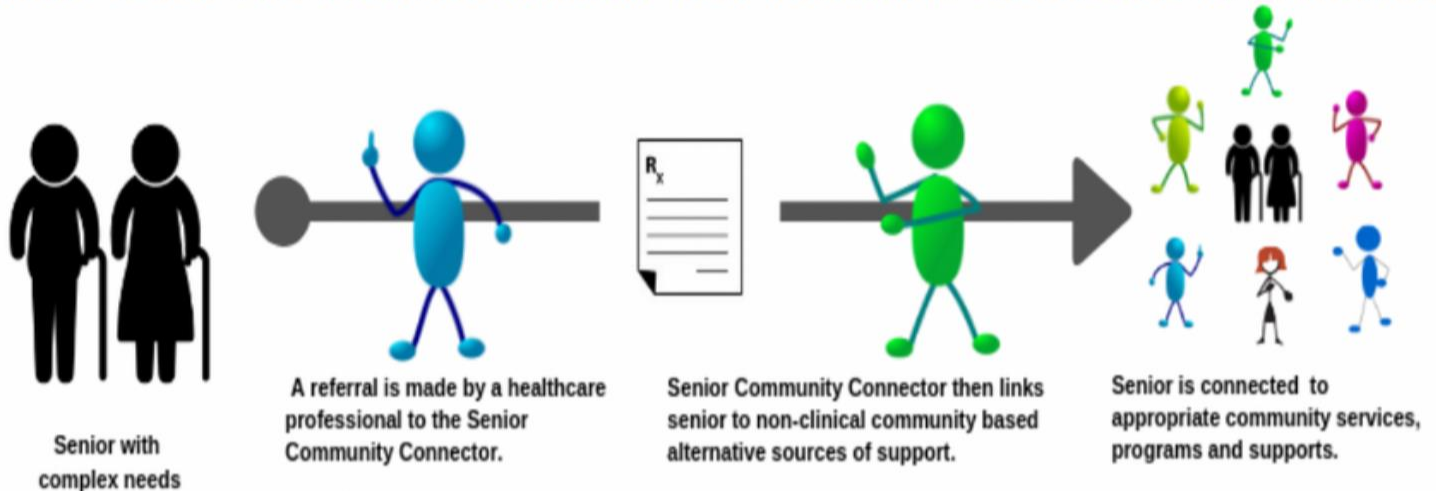 Rx
Senior with
complex needs
A referral is made by a healthcare
professional to the Senior
Community Connector.
Senior Community Connector then links
senior to non-clinical community based
alternative sources of support.
Senior is connected to
appropriate community services,
programs and supports.